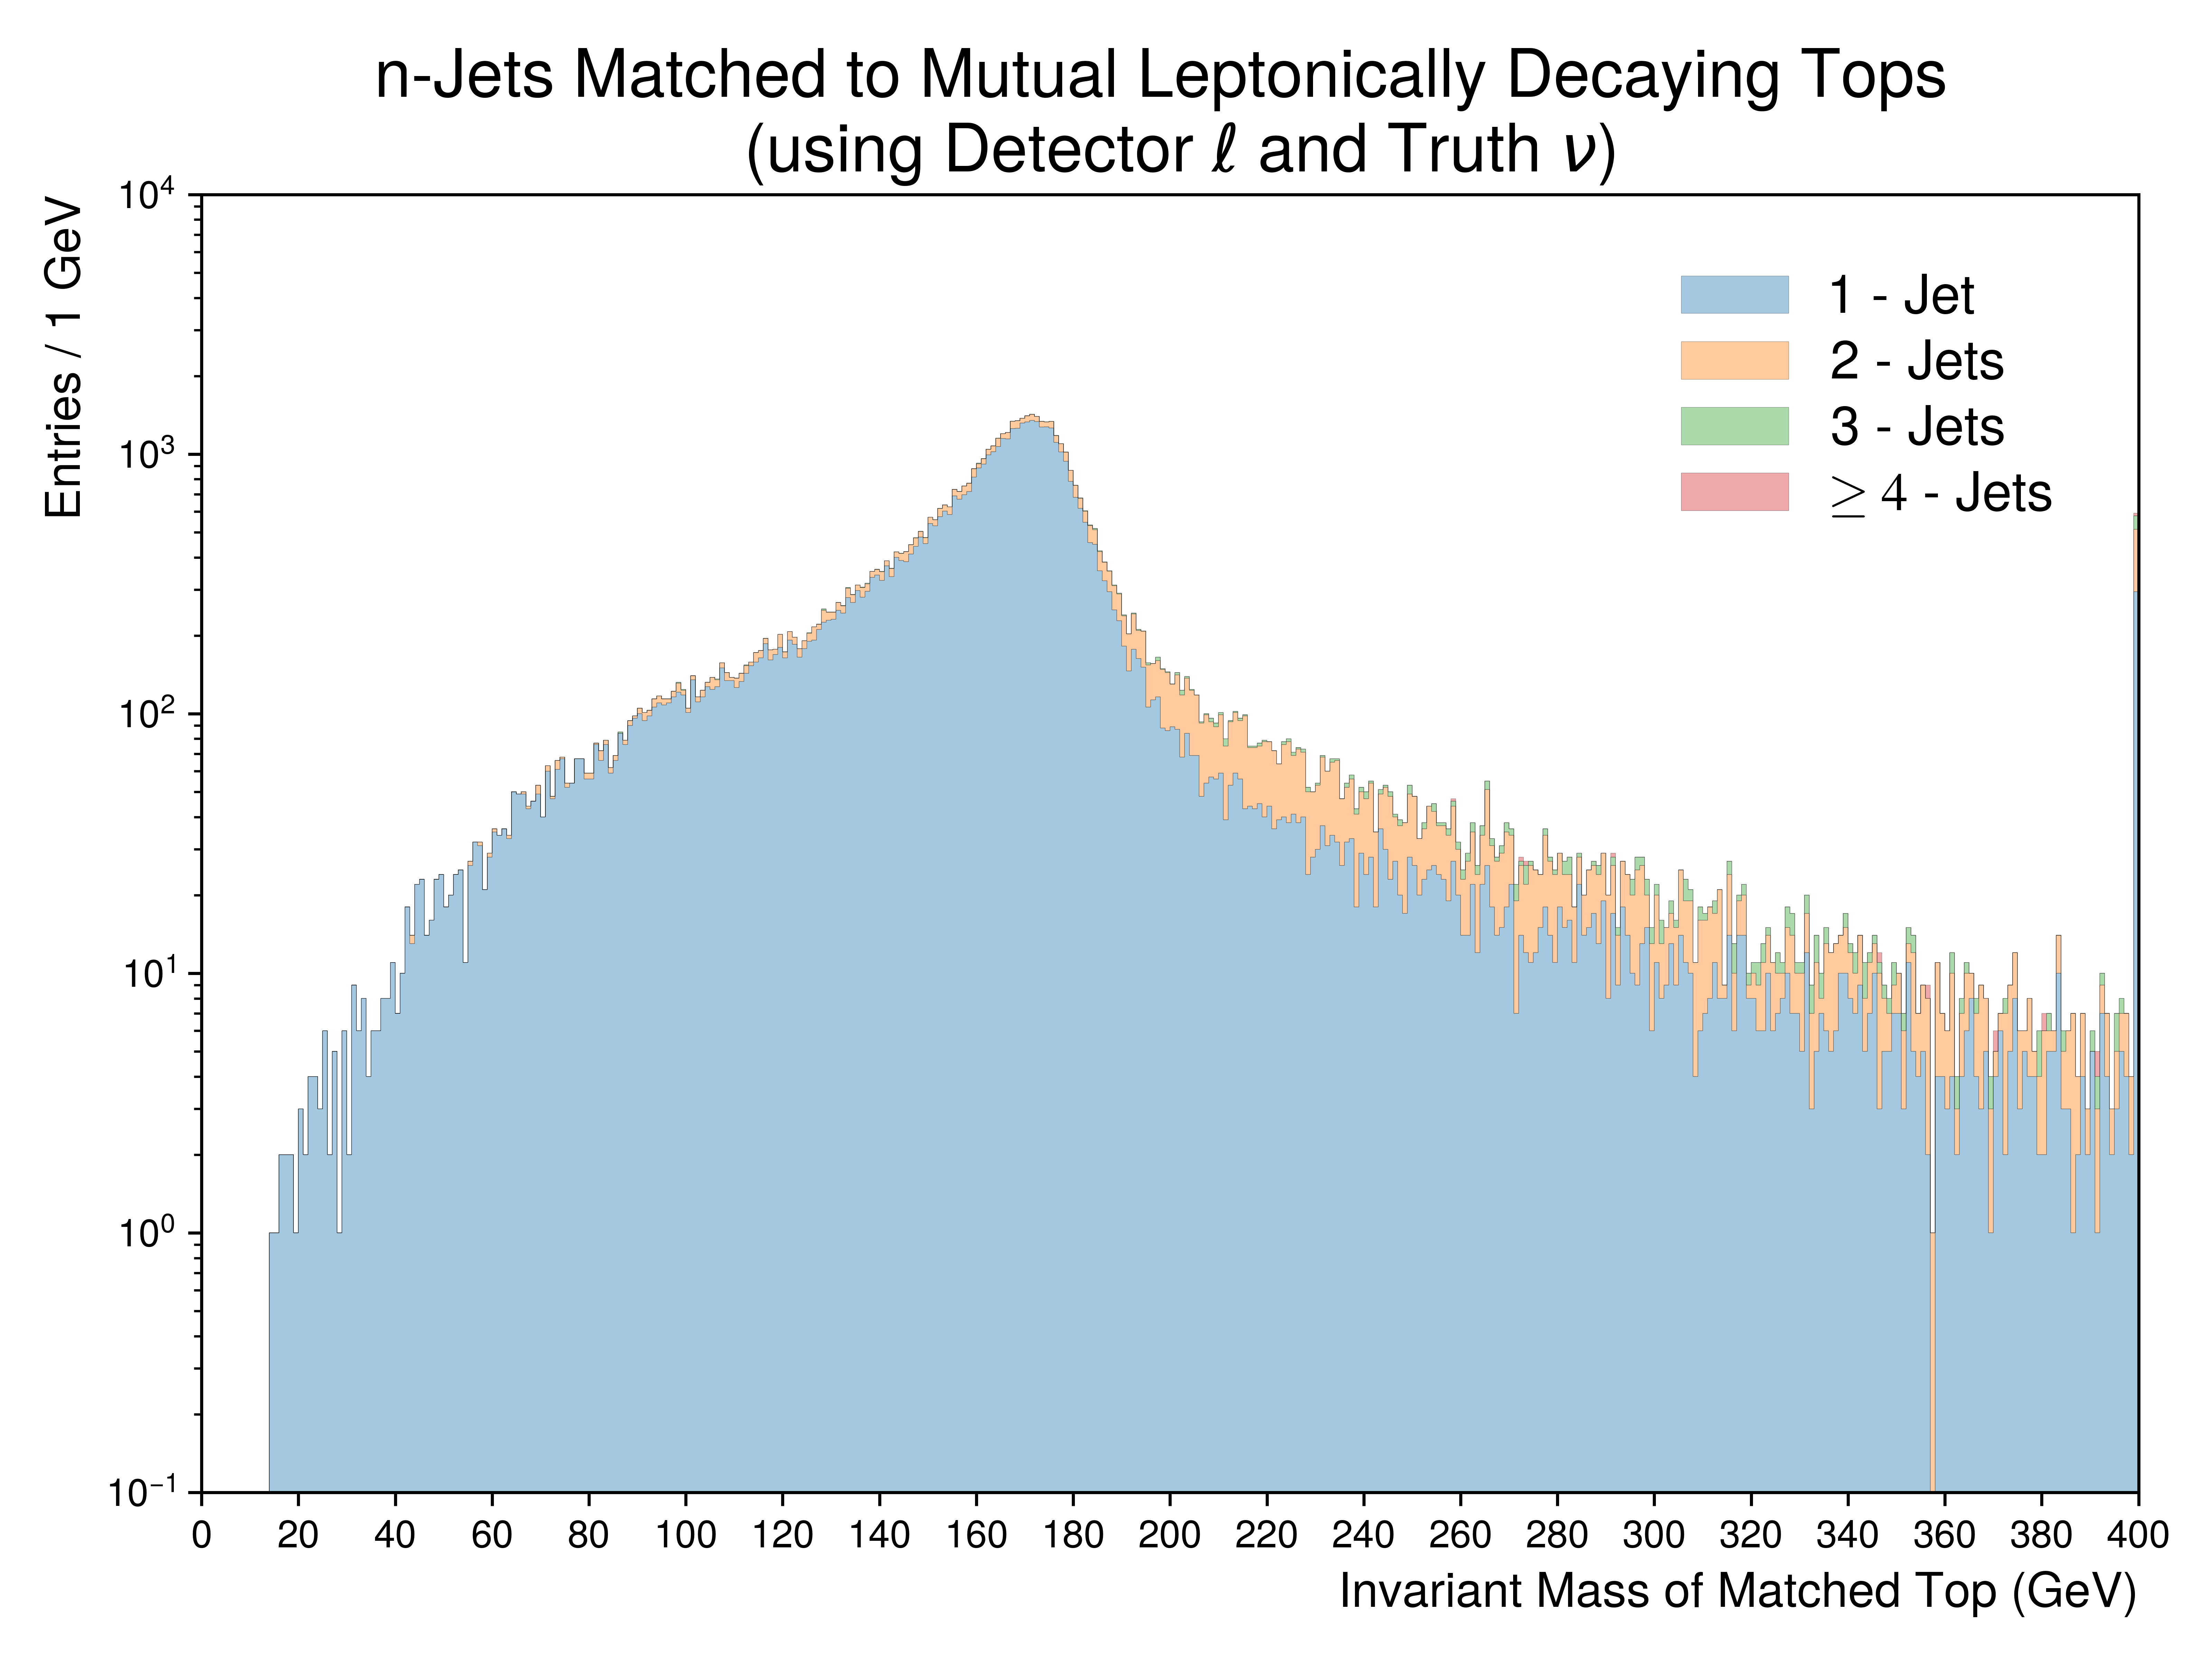 n-Jets Matched to Mutual Leptonically Decaying Tops
(using Detector ℓ and Truth ν)
Entries / 1 GeV
10⁴
10³
10²
10¹
10⁰
10⁻¹
1 - Jet
2 - Jets
3 - Jets
≥ 4 - Jets
0 20 40 60 80 100 120 140 160 180 200 220 240 260 280 300 320 340 360 380 400
Invariant Mass of Matched Top (GeV)